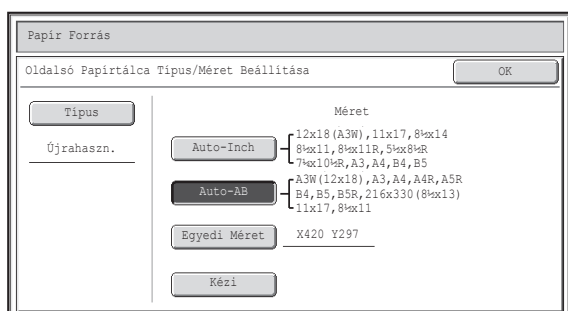 Papír Forrás
Oldalsó Papírtálca Típus/Méret Beállítása
OK
Típus
Újrahaszn.
Méret
Auto-Inch
12x18(A3W),11x17,8½x14
8½x11,8½x11R,5½x8½R
7¼x10½R,A3,A4,B4,B5
Auto-AB
A3W(12x18),A3,A4,A4R,A5R
B4,B5,B5R,216x330(8½x13)
11x17,8½x11
Egyedi Méret
X420 Y297
Kézi